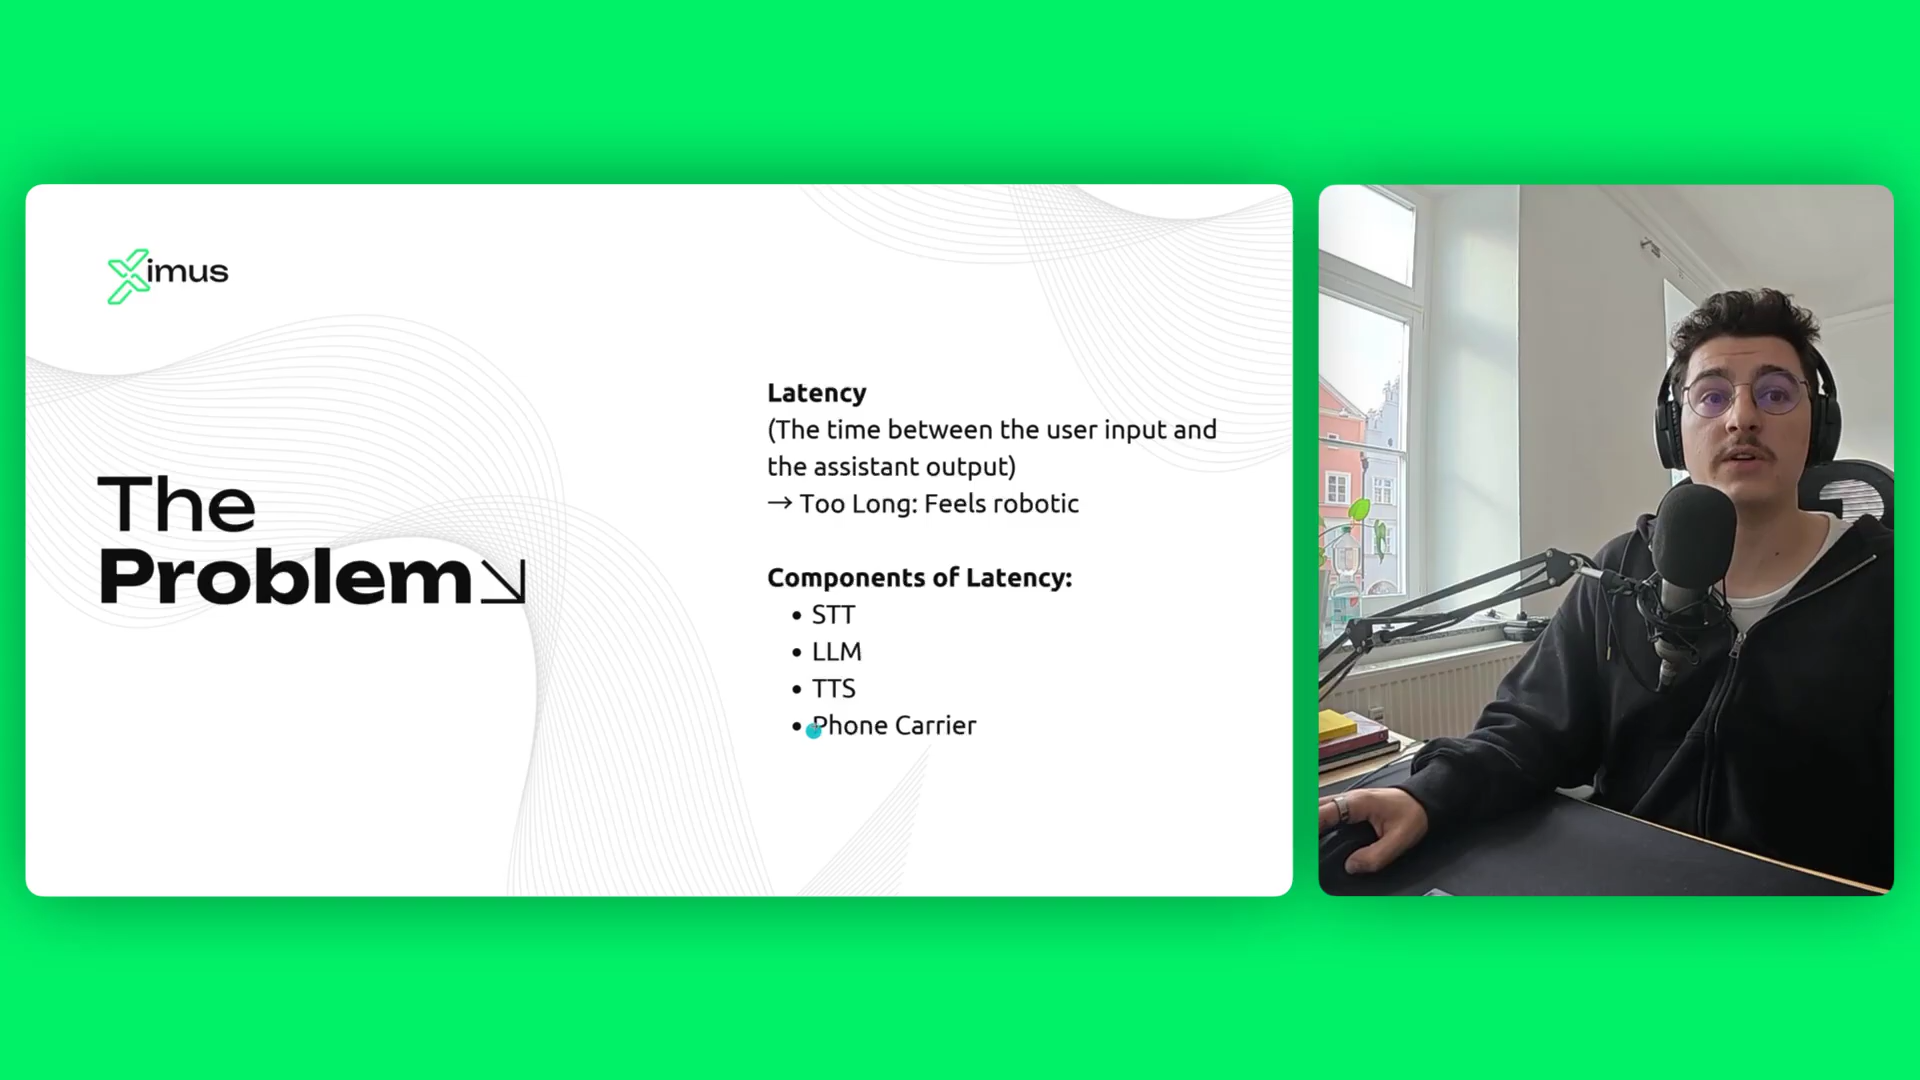 Ximus
The
Problem
Latency
(The time between the user input and
the assistant output)
→ Too Long: Feels robotic
Components of Latency:
• STT
• LLM
• TTS
• Phone Carrier